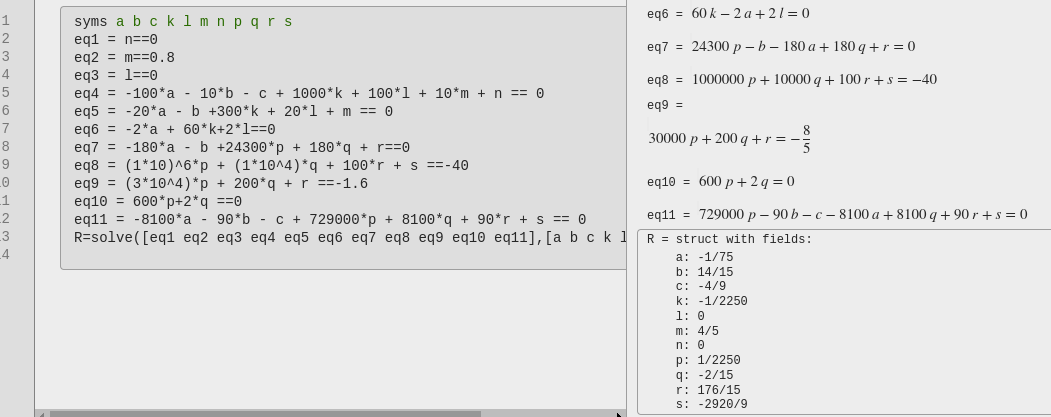 1 syms a b c k l m n p q r s
2 eq1 = n==0
3 eq2 = m==0.8
4 eq3 = l==0
5 eq4 = -100*a - 10*b - c + 1000*k + 100*l + 10*m + n == 0
6 eq5 = -20*a - b +300*k + 20*l + m == 0
7 eq6 = -2*a + 60*k+2*l==0
8 eq7 = -180*a - b +24300*p + 180*q + r==0
9 eq8 = (1*10)^6*p + (1*10^4)*q + 100*r + s ==-40
0 eq9 = (3*10^4)*p + 200*q + r ==-1.6
1 eq10 = 600*p+2*q ==0
2 eq11 = -8100*a - 90*b - c + 729000*p + 8100*q + 90*r + s == 0
3 R=solve([eq1 eq2 eq3 eq4 eq5 eq6 eq7 eq8 eq9 eq10 eq11],[a b c k l
4
eq6 = 60 k − 2 a + 2 l = 0
eq7 = 24300 p − b − 180 a + 180 q + r = 0
eq8 = 1000000 p + 10000 q + 100 r + s = −40
eq9 =
30000 p + 200 q + r = −8/5
eq10 = 600 p + 2 q = 0
eq11 = 729000 p − 90 b − c − 8100 a + 8100 q + 90 r + s = 0
R = struct with fields:
a: -1/75
b: 14/15
c: -4/9
k: -1/2250
l: 0
m: 4/5
n: 0
p: 1/2250
q: -2/15
r: 176/15
s: -2920/9